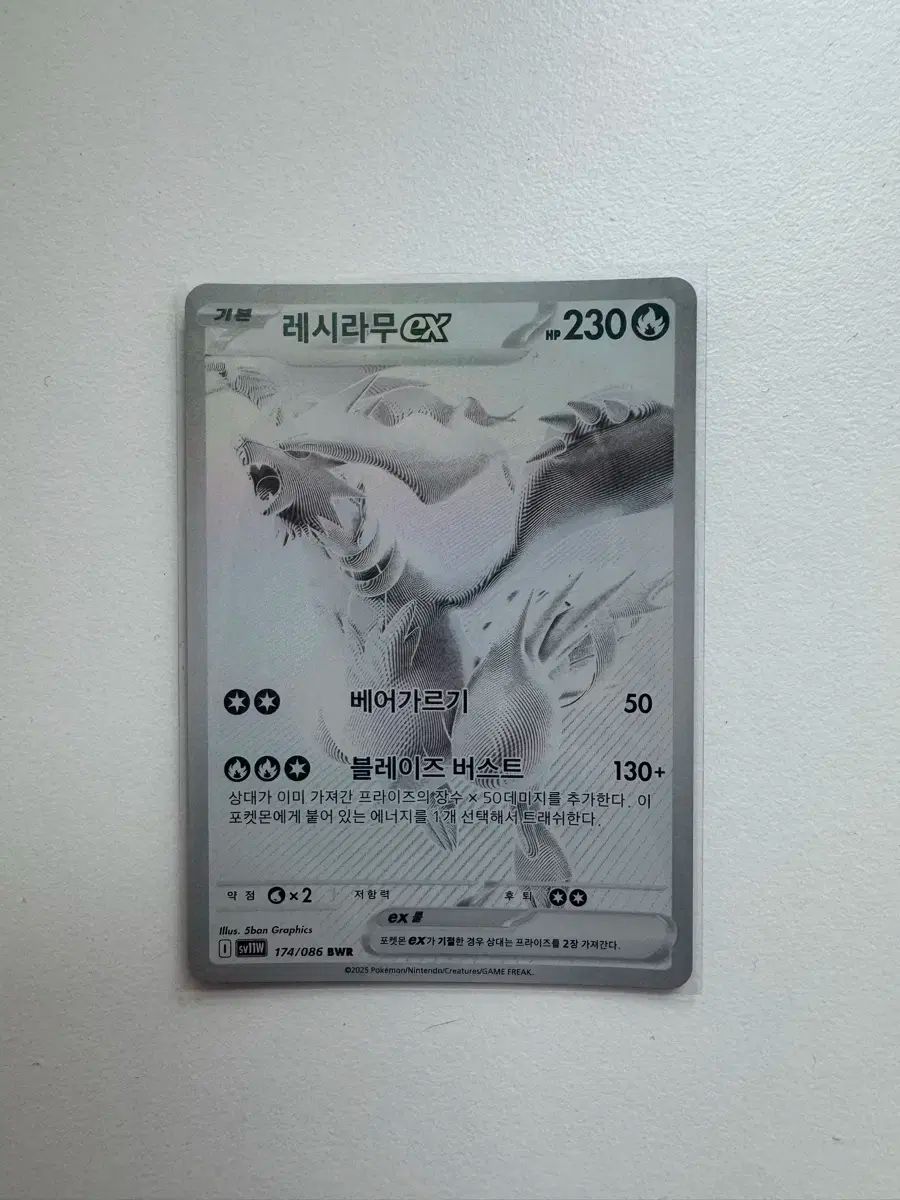 기본 레시라무 ex HP 230
베어가르기 50
블레이즈 버스트 130+
상대가 이미 가져간 프라이즈의 장수 × 50데미지를 추가한다. 이
포켓몬에게 붙어 있는 에너지를 1개 선택해서 트래쉬한다.
약점 ×2 저항력 후퇴
ex 룰
포켓몬 ex가 기절한 경우 상대는 프라이즈를 2장 가져간다.
Illus. 5ban Graphics
I sv11W 174/086 BWR
©2025 Pokémon/Nintendo/Creatures/GAME FREAK.